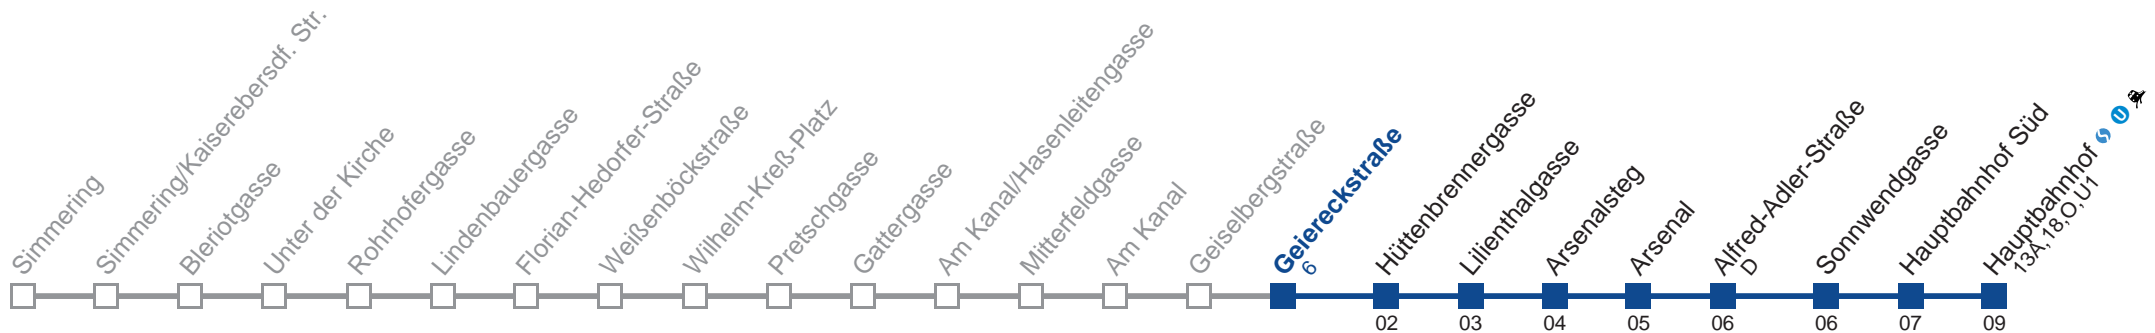 Simmering
Simmering/Kaiserebersdf. Str.
Bleriotgasse
Unter der Kirche
Rohrhofergasse
Lindenbauergasse
Florian-Hedorfer-Straße
Weißenböckstraße
Wilhelm-Kreß-Platz
Pretschgasse
Gattergasse
Am Kanal/Hasenleitengasse
Mitterfeldgasse
Am Kanal
Geiselbergstraße
Geiereckstraße
6
Hüttenbrennergasse
Lilienthalgasse
Arsenalsteg
Arsenal
Alfred-Adler-Straße
D
Sonnwendgasse
Hauptbahnhof Süd
Hauptbahnhof S U
13A,18,O,U1
02 03 04 05 06 06 07 09